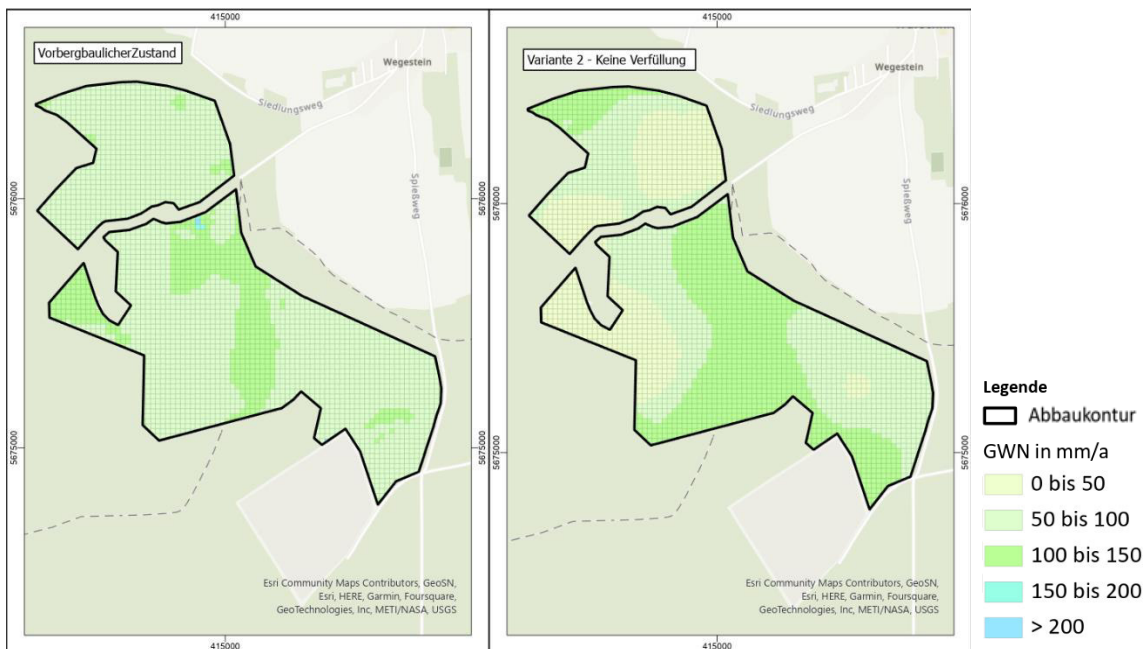 415000
415000
VorbergbaulicherZustand
Variante 2 - Keine Verfüllung
Wegestein
Wegestein
Siedlungsweg
Siedlungsweg
Spießweg
Spießweg
5676000
5676000
5676000
5676000
5675000
5675000
5675000
5675000
Esri Community Maps Contributors, GeoSN,
Esri, HERE, Garmin, Foursquare,
GeoTechnologies, Inc, METI/NASA, USGS
Esri Community Maps Contributors, GeoSN,
Esri, HERE, Garmin, Foursquare,
GeoTechnologies, Inc, METI/NASA, USGS
415000
415000
Legende
Abbaukontur
GWN in mm/a
0 bis 50
50 bis 100
100 bis 150
150 bis 200
> 200